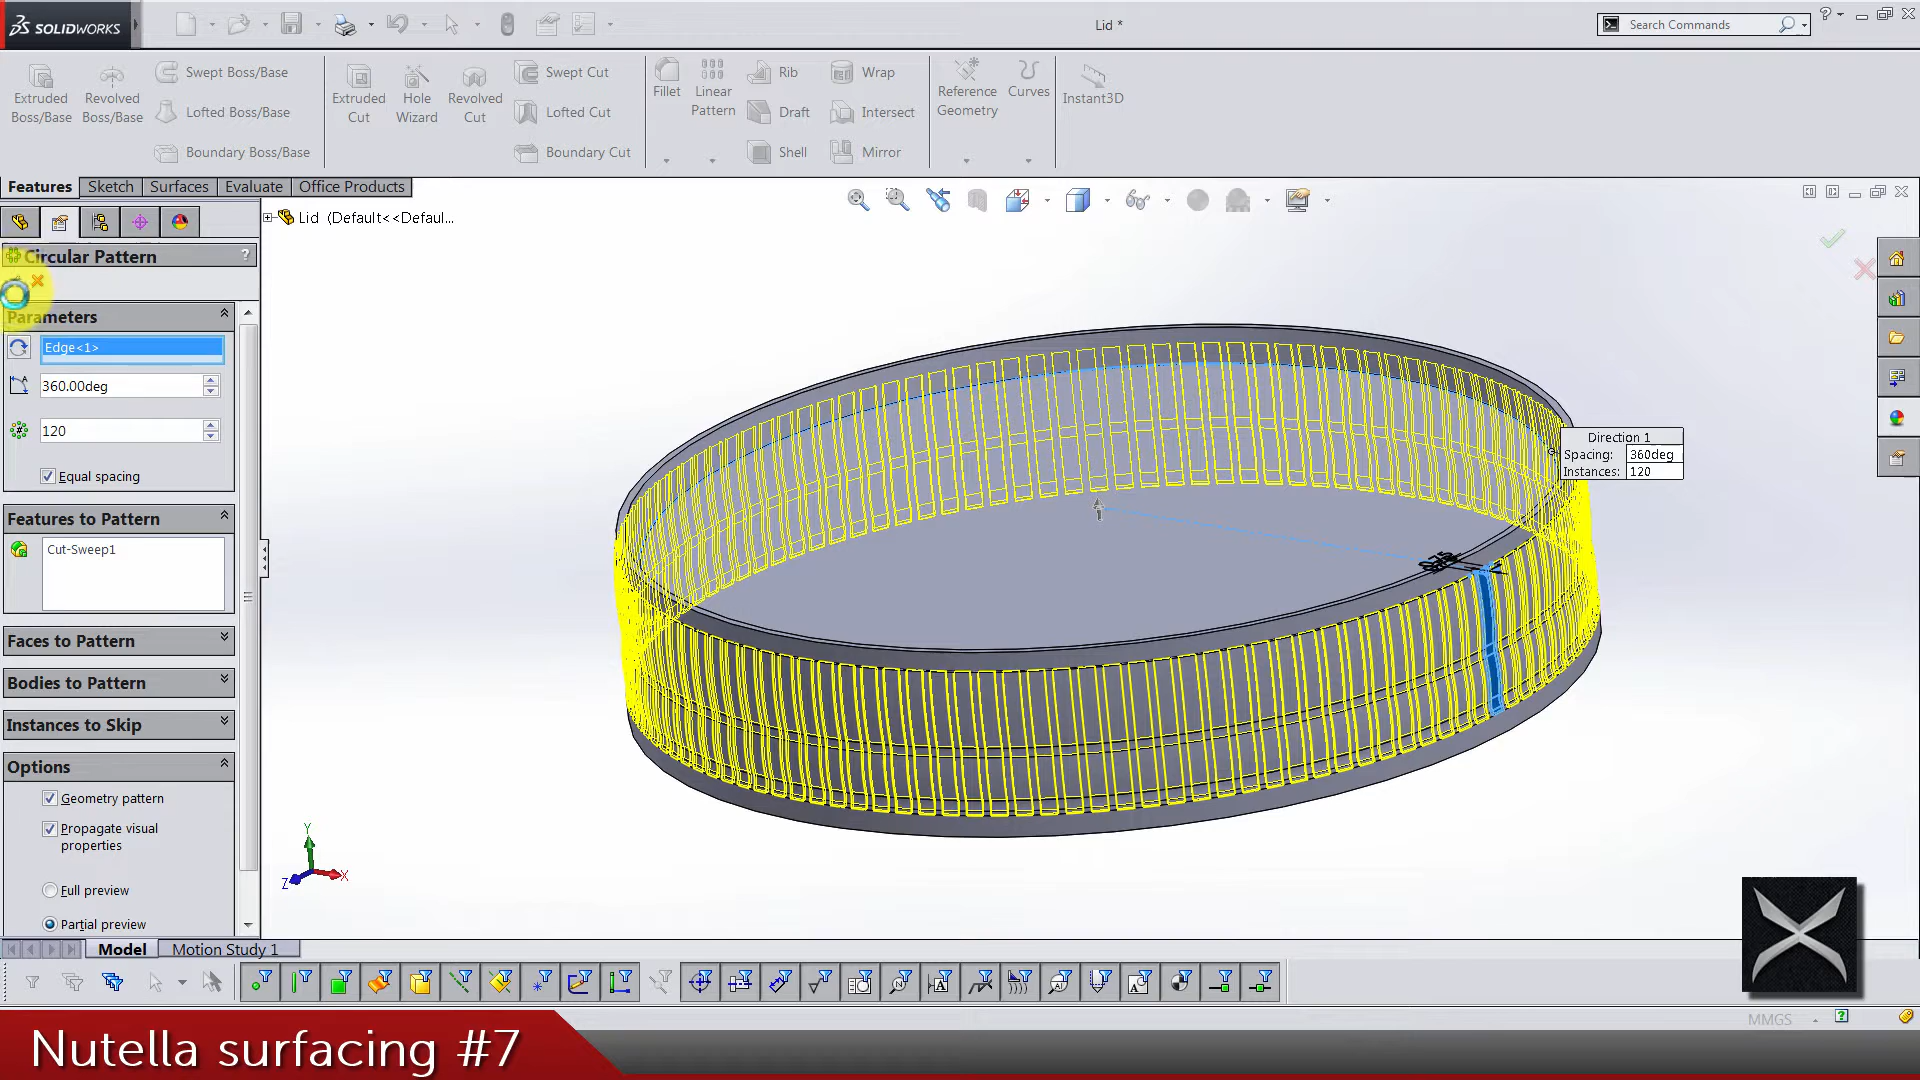 SOLIDWORKS
Lid *
Search Commands
?
Extruded Boss/Base
Revolved Boss/Base
Swept Boss/Base
Lofted Boss/Base
Boundary Boss/Base
Extruded Cut
Hole Wizard
Revolved Cut
Swept Cut
Lofted Cut
Boundary Cut
Fillet
Linear Pattern
Rib
Draft
Shell
Wrap
Intersect
Mirror
Reference Geometry
Curves
Instant3D
Features
Sketch
Surfaces
Evaluate
Office Products
Lid (Default<<Defaul...
Circular Pattern
?
Parameters
Edge<1>
360.00deg
120
Equal spacing
Features to Pattern
Cut-Sweep1
Faces to Pattern
Bodies to Pattern
Instances to Skip
Options
Geometry pattern
Propagate visual
properties
Full preview
Partial preview
Direction 1
Spacing: 360deg
Instances: 120
Y
Z
X
Model
Motion Study 1
MMGS
?
Nutella surfacing #7